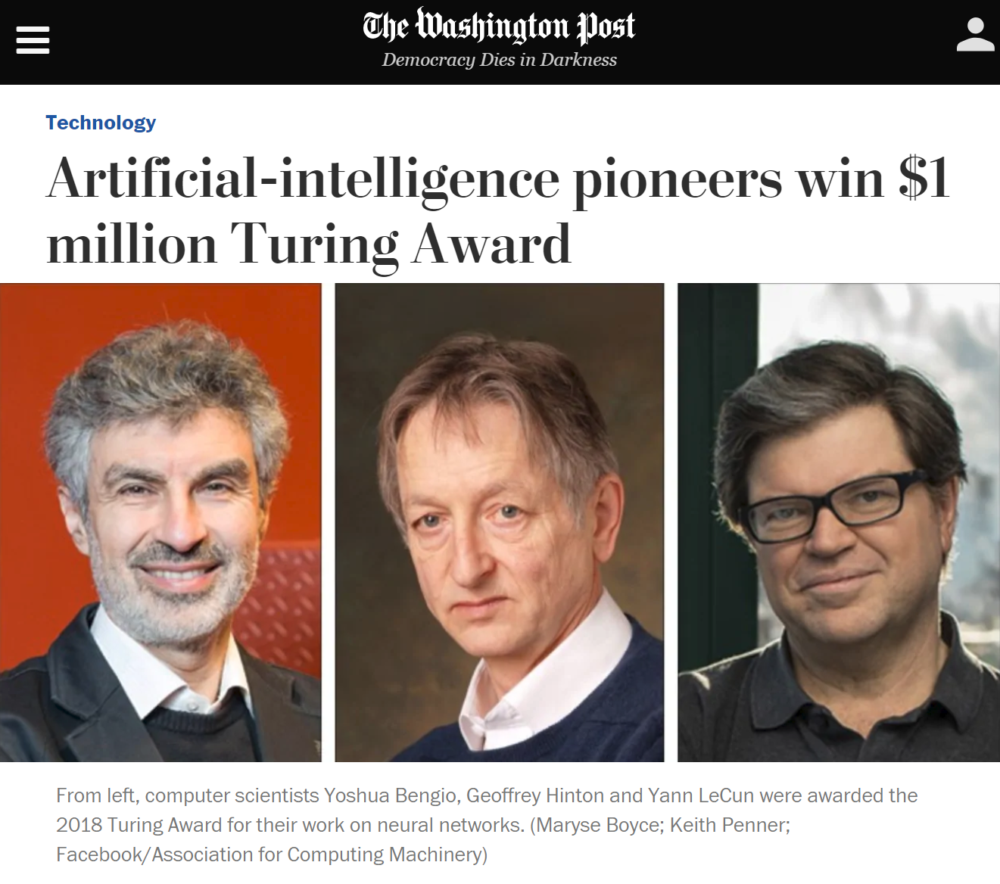 The Washington Post
Democracy Dies in Darkness
Technology
Artificial-intelligence pioneers win $1
million Turing Award
From left, computer scientists Yoshua Bengio, Geoffrey Hinton and Yann LeCun were awarded the
2018 Turing Award for their work on neural networks. (Maryse Boyce; Keith Penner;
Facebook/Association for Computing Machinery)